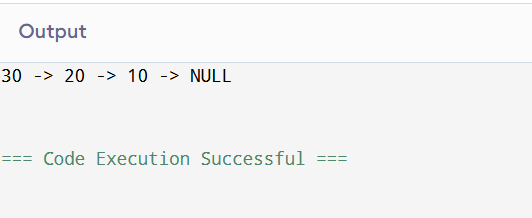 Output
30 -> 20 -> 10 -> NULL
=== Code Execution Successful ===